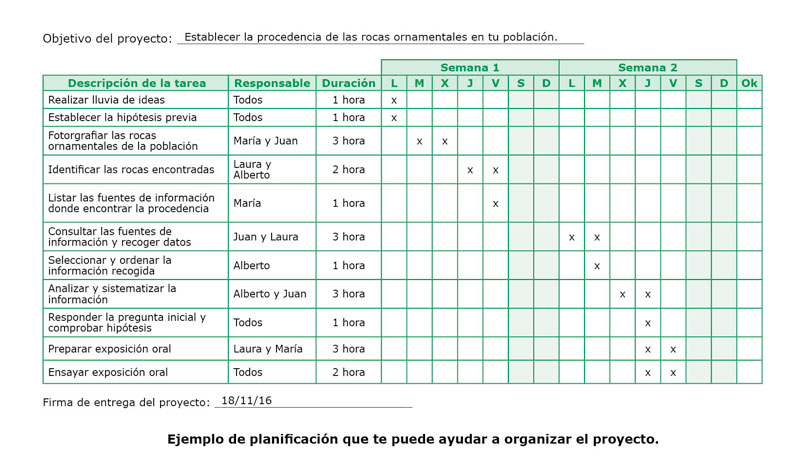 Objetivo del proyecto: Establecer la procedencia de las rocas ornamentales en tu población.
Semana 1 Semana 2
Descripción de la tarea Responsable Duración L M X J V S D L M X J V S D Ok
Realizar lluvia de ideas Todos 1 hora x
Establecer la hipótesis previa Todos 1 hora x
Fotorgrafiar las rocas
ornamentales de la población María y Juan 3 hora x x
Identificar las rocas encontradas Laura y
Alberto 2 hora x x
Listar las fuentes de información
donde encontrar la procedencia María 1 hora x
Consultar las fuentes de
información y recoger datos Juan y Laura 3 hora x x
Seleccionar y ordenar la
información recogida Alberto 1 hora x
Analizar y sistematizar la
información Alberto y Juan 3 hora x x
Responder la pregunta inicial y
comprobar hipótesis Todos 1 hora x
Preparar exposición oral Laura y María 3 hora x x
Ensayar exposición oral Todos 2 hora x x
Firma de entrega del proyecto: 18/11/16
Ejemplo de planificación que te puede ayudar a organizar el proyecto.